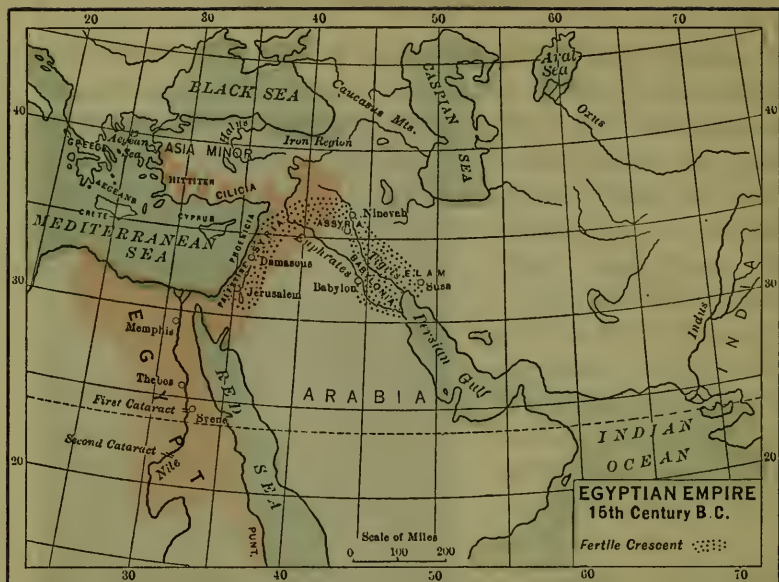 20
30
40
50
60
70
BLACK SEA
Caucasus Mts.
CASPIAN
SEA
Aral
Sea
Oxus
40
40
GREECE
Aegean
Sea
ASIA MINOR
Halys
Iron Region
AEGEANS
HITTITES
CILICIA
CRETE
CYPRUS
MEDITERRANEAN
SEA
PHOENICIA
SYRIA
PALESTINE
Damascus
Jerusalem
ASSYRIA
Nineveh
Euphrates
Tigris
BABYLONIA
Babylon
ELAM
Susa
30
30
Persian
Gulf
Indus
INDIA
EGYPT
Memphis
Thebes
First Cataract
Syene
Second Cataract
Nile
RED
SEA
ARABIA
PUNT.
20
20
INDIAN
OCEAN
EGYPTIAN EMPIRE
15th Century B.C.
Fertile Crescent
Scale of Miles
0 100 200
30
40
50
60
70